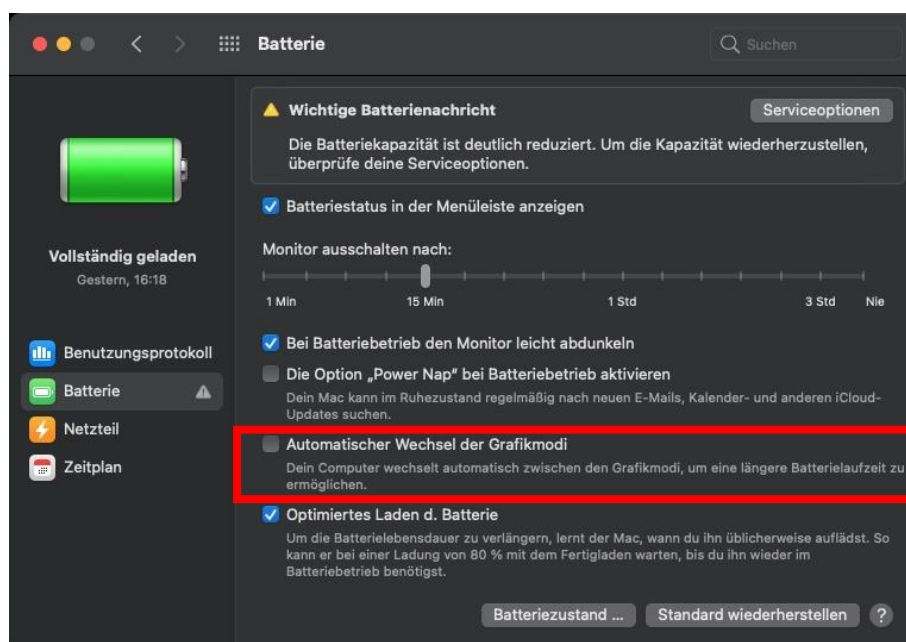 Batterie
Suchen
Wichtige Batterienachricht
Serviceoptionen
Die Batteriekapazität ist deutlich reduziert. Um die Kapazität wiederherzustellen,
überprüfe deine Serviceoptionen.
Batteriestatus in der Menüleiste anzeigen
Vollständig geladen
Gestern, 16:18
Monitor ausschalten nach:
1 Min 15 Min 1 Std 3 Std Nie
Benutzungsprotokoll
Batterie
Netzteil
Zeitplan
Bei Batteriebetrieb den Monitor leicht abdunkeln
Die Option „Power Nap" bei Batteriebetrieb aktivieren
Dein Mac kann im Ruhezustand regelmäßig nach neuen E-Mails, Kalender- und anderen iCloud-
Updates suchen.
Automatischer Wechsel der Grafikmodi
Dein Computer wechselt automatisch zwischen den Grafikmodi, um eine längere Batterielaufzeit zu
ermöglichen.
Optimiertes Laden d. Batterie
Um die Batterielebensdauer zu verlängern, lernt der Mac, wann du ihn üblicherweise auflädst. So
kann er bei einer Ladung von 80 % mit dem Fertigladen warten, bis du ihn wieder im
Batteriebetrieb benötigst.
Batteriezustand ...
Standard wiederherstellen
?